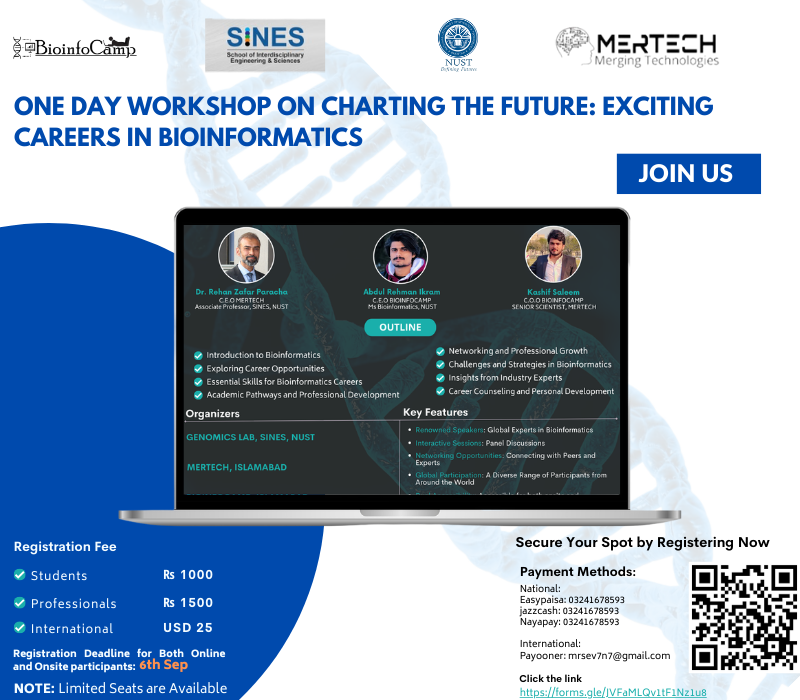 BioinfoCamp
SINES
School of Interdisciplinary
Engineering & Sciences
NUST
Defining Futures
MERTECH
Merging Technologies
ONE DAY WORKSHOP ON CHARTING THE FUTURE: EXCITING
CAREERS IN BIOINFORMATICS
JOIN US
Dr. Rehan Zafar Paracha
C.E.O MERTECH
Associate Professor, SINES, NUST
Abdul Rehman Ikram
C.E.O BIOINFOCAMP
Ms Bioinformatics, NUST
Kashif Saleem
C.O.O BIOINFOCAMP
SENIOR SCIENTIST, MERTECH
OUTLINE
Introduction to Bioinformatics
Exploring Career Opportunities
Essential Skills for Bioinformatics Careers
Academic Pathways and Professional Development
Networking and Professional Growth
Challenges and Strategies in Bioinformatics
Insights from Industry Experts
Career Counseling and Personal Development
Organizers
GENOMICS LAB, SINES, NUST
MERTECH, ISLAMABAD
Key Features
Renowned Speakers: Global Experts in Bioinformatics
Interactive Sessions: Panel Discussions
Networking Opportunities: Connecting with Peers and
Experts
Global Participation: A Diverse Range of Participants from
Around the World
Registration Fee
Students Rs 1000
Professionals Rs 1500
International USD 25
Registration Deadline for Both Online
and Onsite participants: 6th Sep
NOTE: Limited Seats are Available
Secure Your Spot by Registering Now
Payment Methods:
National:
Easypaisa: 03241678593
jazzcash: 03241678593
Nayapay: 03241678593
International:
Payooner: mrsev7n7@gmail.com
Click the link
https://forms.gle/JVFaMLQv1tF1Nz1u8